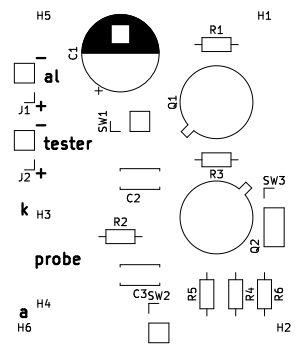 H5
H1
R1
C1
+
−
al
J1
+
Q1
SW1
−
tester
J2
+
R3
SW3
C2
k
H3
R2
Q2
probe
C3
SW2
R5
R4
R6
H4
a
H6
H2